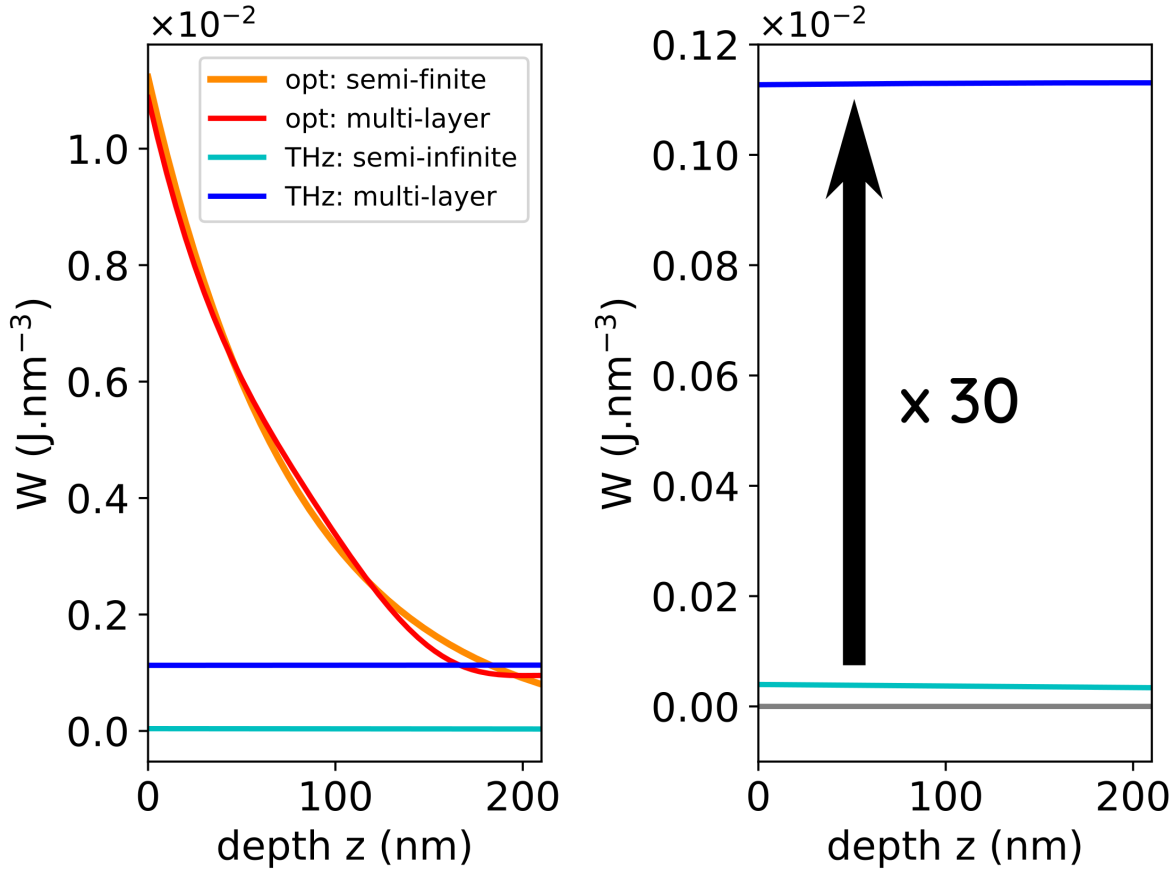 ×10⁻²
opt: semi-finite
opt: multi-layer
THz: semi-infinite
THz: multi-layer
1.0
0.8
0.6
0.4
0.2
0.0
W (J.nm⁻³)
0 100 200
depth z (nm)
×10⁻²
0.12
0.10
0.08
0.06
0.04
0.02
0.00
W (J.nm⁻³)
x 30
0 100 200
depth z (nm)